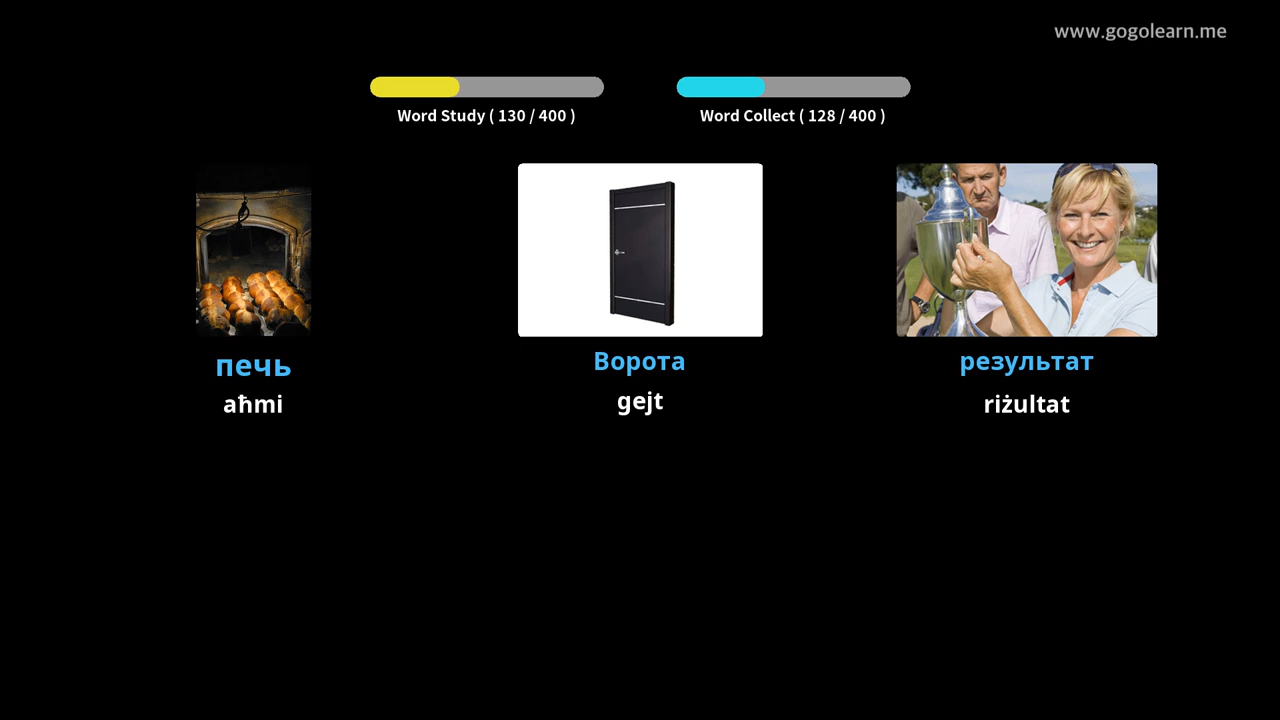 www.gogolearn.me
Word Study ( 130 / 400 )
Word Collect ( 128 / 400 )
печь
Ворота
результат
aħmi
gejt
riżultat